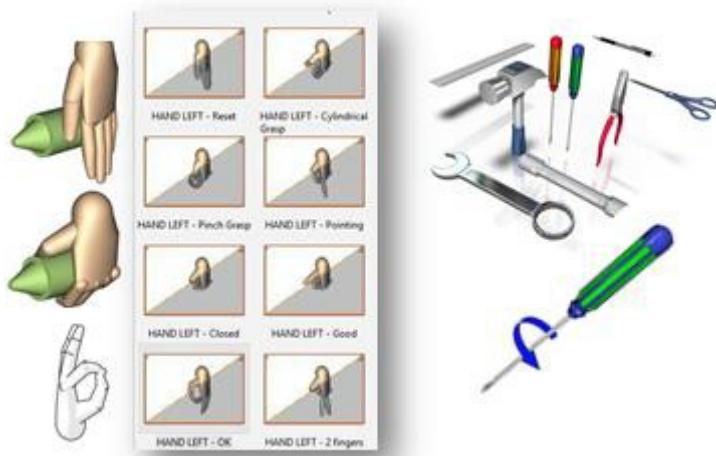 HAND LEFT - Reset
HAND LEFT - Cylindrical
Grasp
HAND LEFT - Pinch Grasp
HAND LEFT - Pointing
HAND LEFT - Closed
HAND LEFT - Good
HAND LEFT - OK
HAND LEFT - 2 fingers